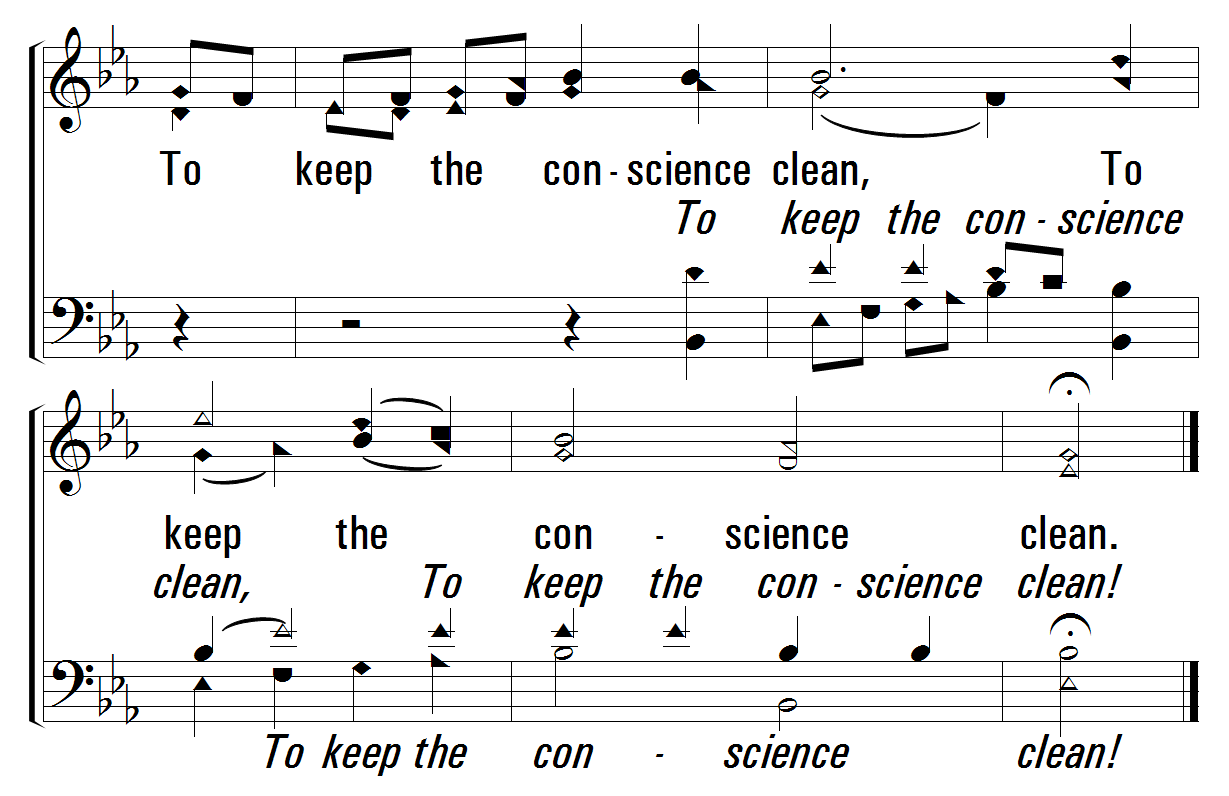 To keep the con - science clean, To
To keep the con - science
keep the con - science clean.
clean, To keep the con - science clean!
To keep the con - science clean!